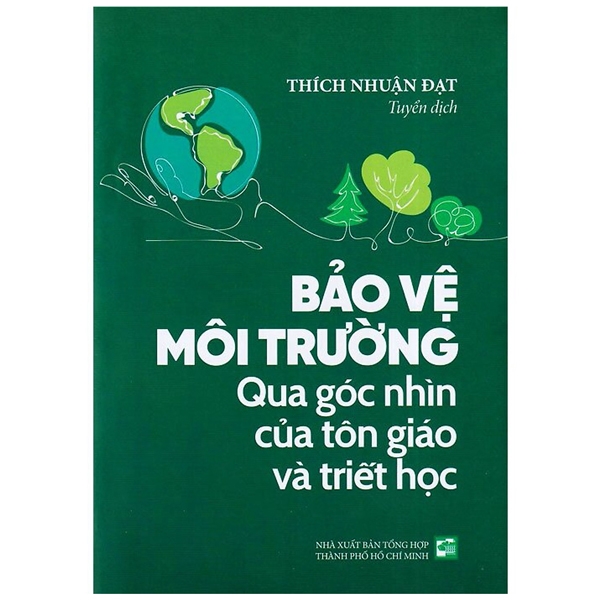 THÍCH NHUẬN ĐẠT
Tuyển dịch
BẢO VỆ
MÔI TRƯỜNG
Qua góc nhìn
của tôn giáo
và triết học
NHÀ XUẤT BẢN TỔNG HỢP
THÀNH PHỐ HỒ CHÍ MINH